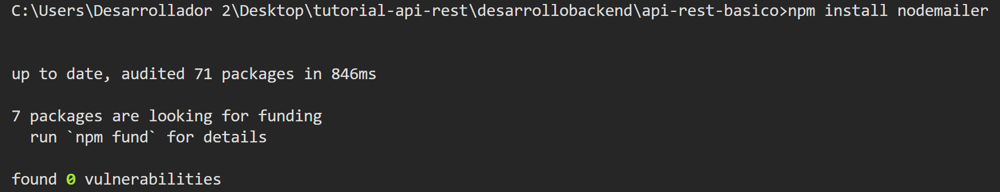 C:\Users\Desarrollador 2\Desktop\tutorial-api-rest\desarrollobackend\api-rest-basico>npm install nodemailer
up to date, audited 71 packages in 846ms
7 packages are looking for funding
  run `npm fund` for details
found 0 vulnerabilities